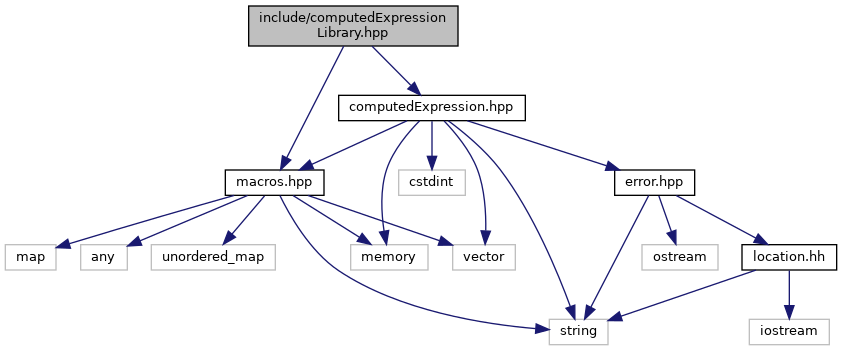 include/computedExpression
Library.hpp
computedExpression.hpp
macros.hpp
cstdint
error.hpp
map
any
unordered_map
memory
vector
ostream
location.hh
string
iostream